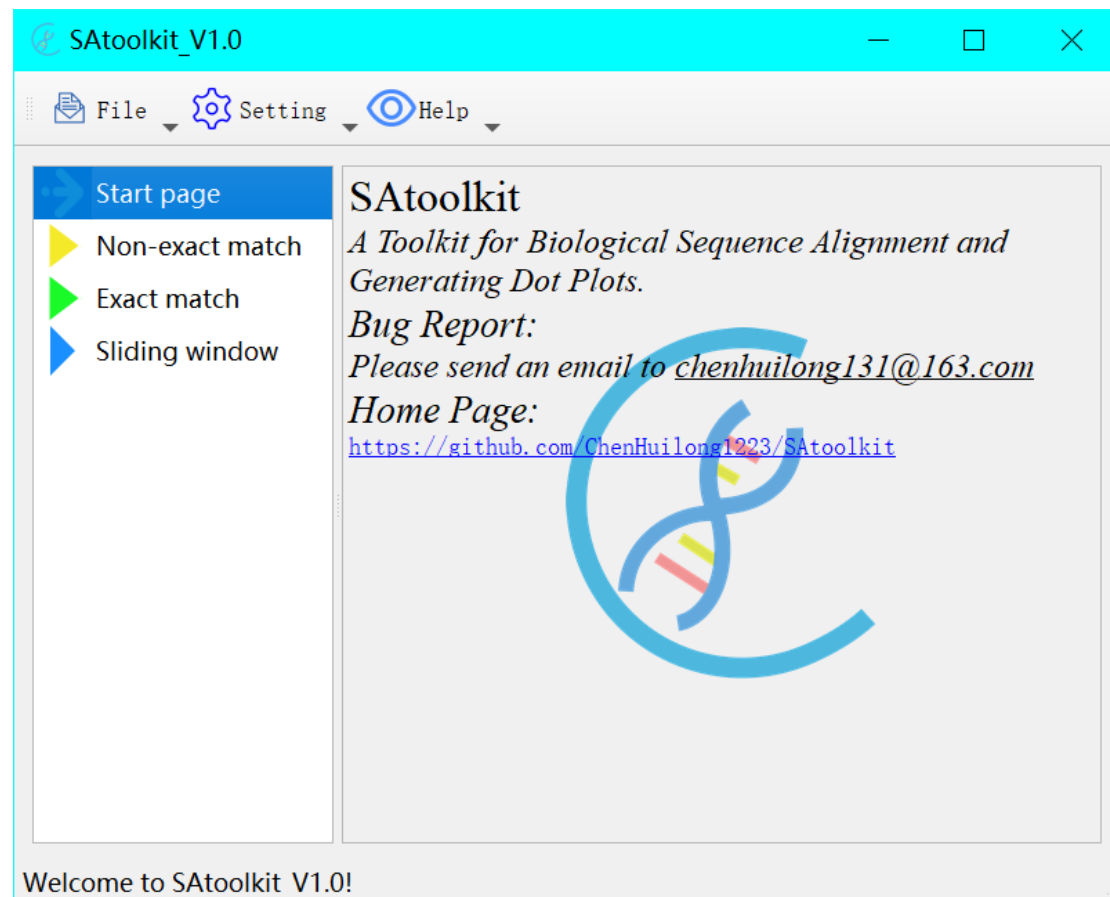 SAtoolkit_V1.0
File
Setting
Help
Start page
Non-exact match
Exact match
Sliding window
SAtoolkit
A Toolkit for Biological Sequence Alignment and
Generating Dot Plots.
Bug Report:
Please send an email to chenhuilong131@163.com
Home Page:
https://github.com/ChenHuilong1223/SAtoolkit
Welcome to SAtoolkit V1.0!